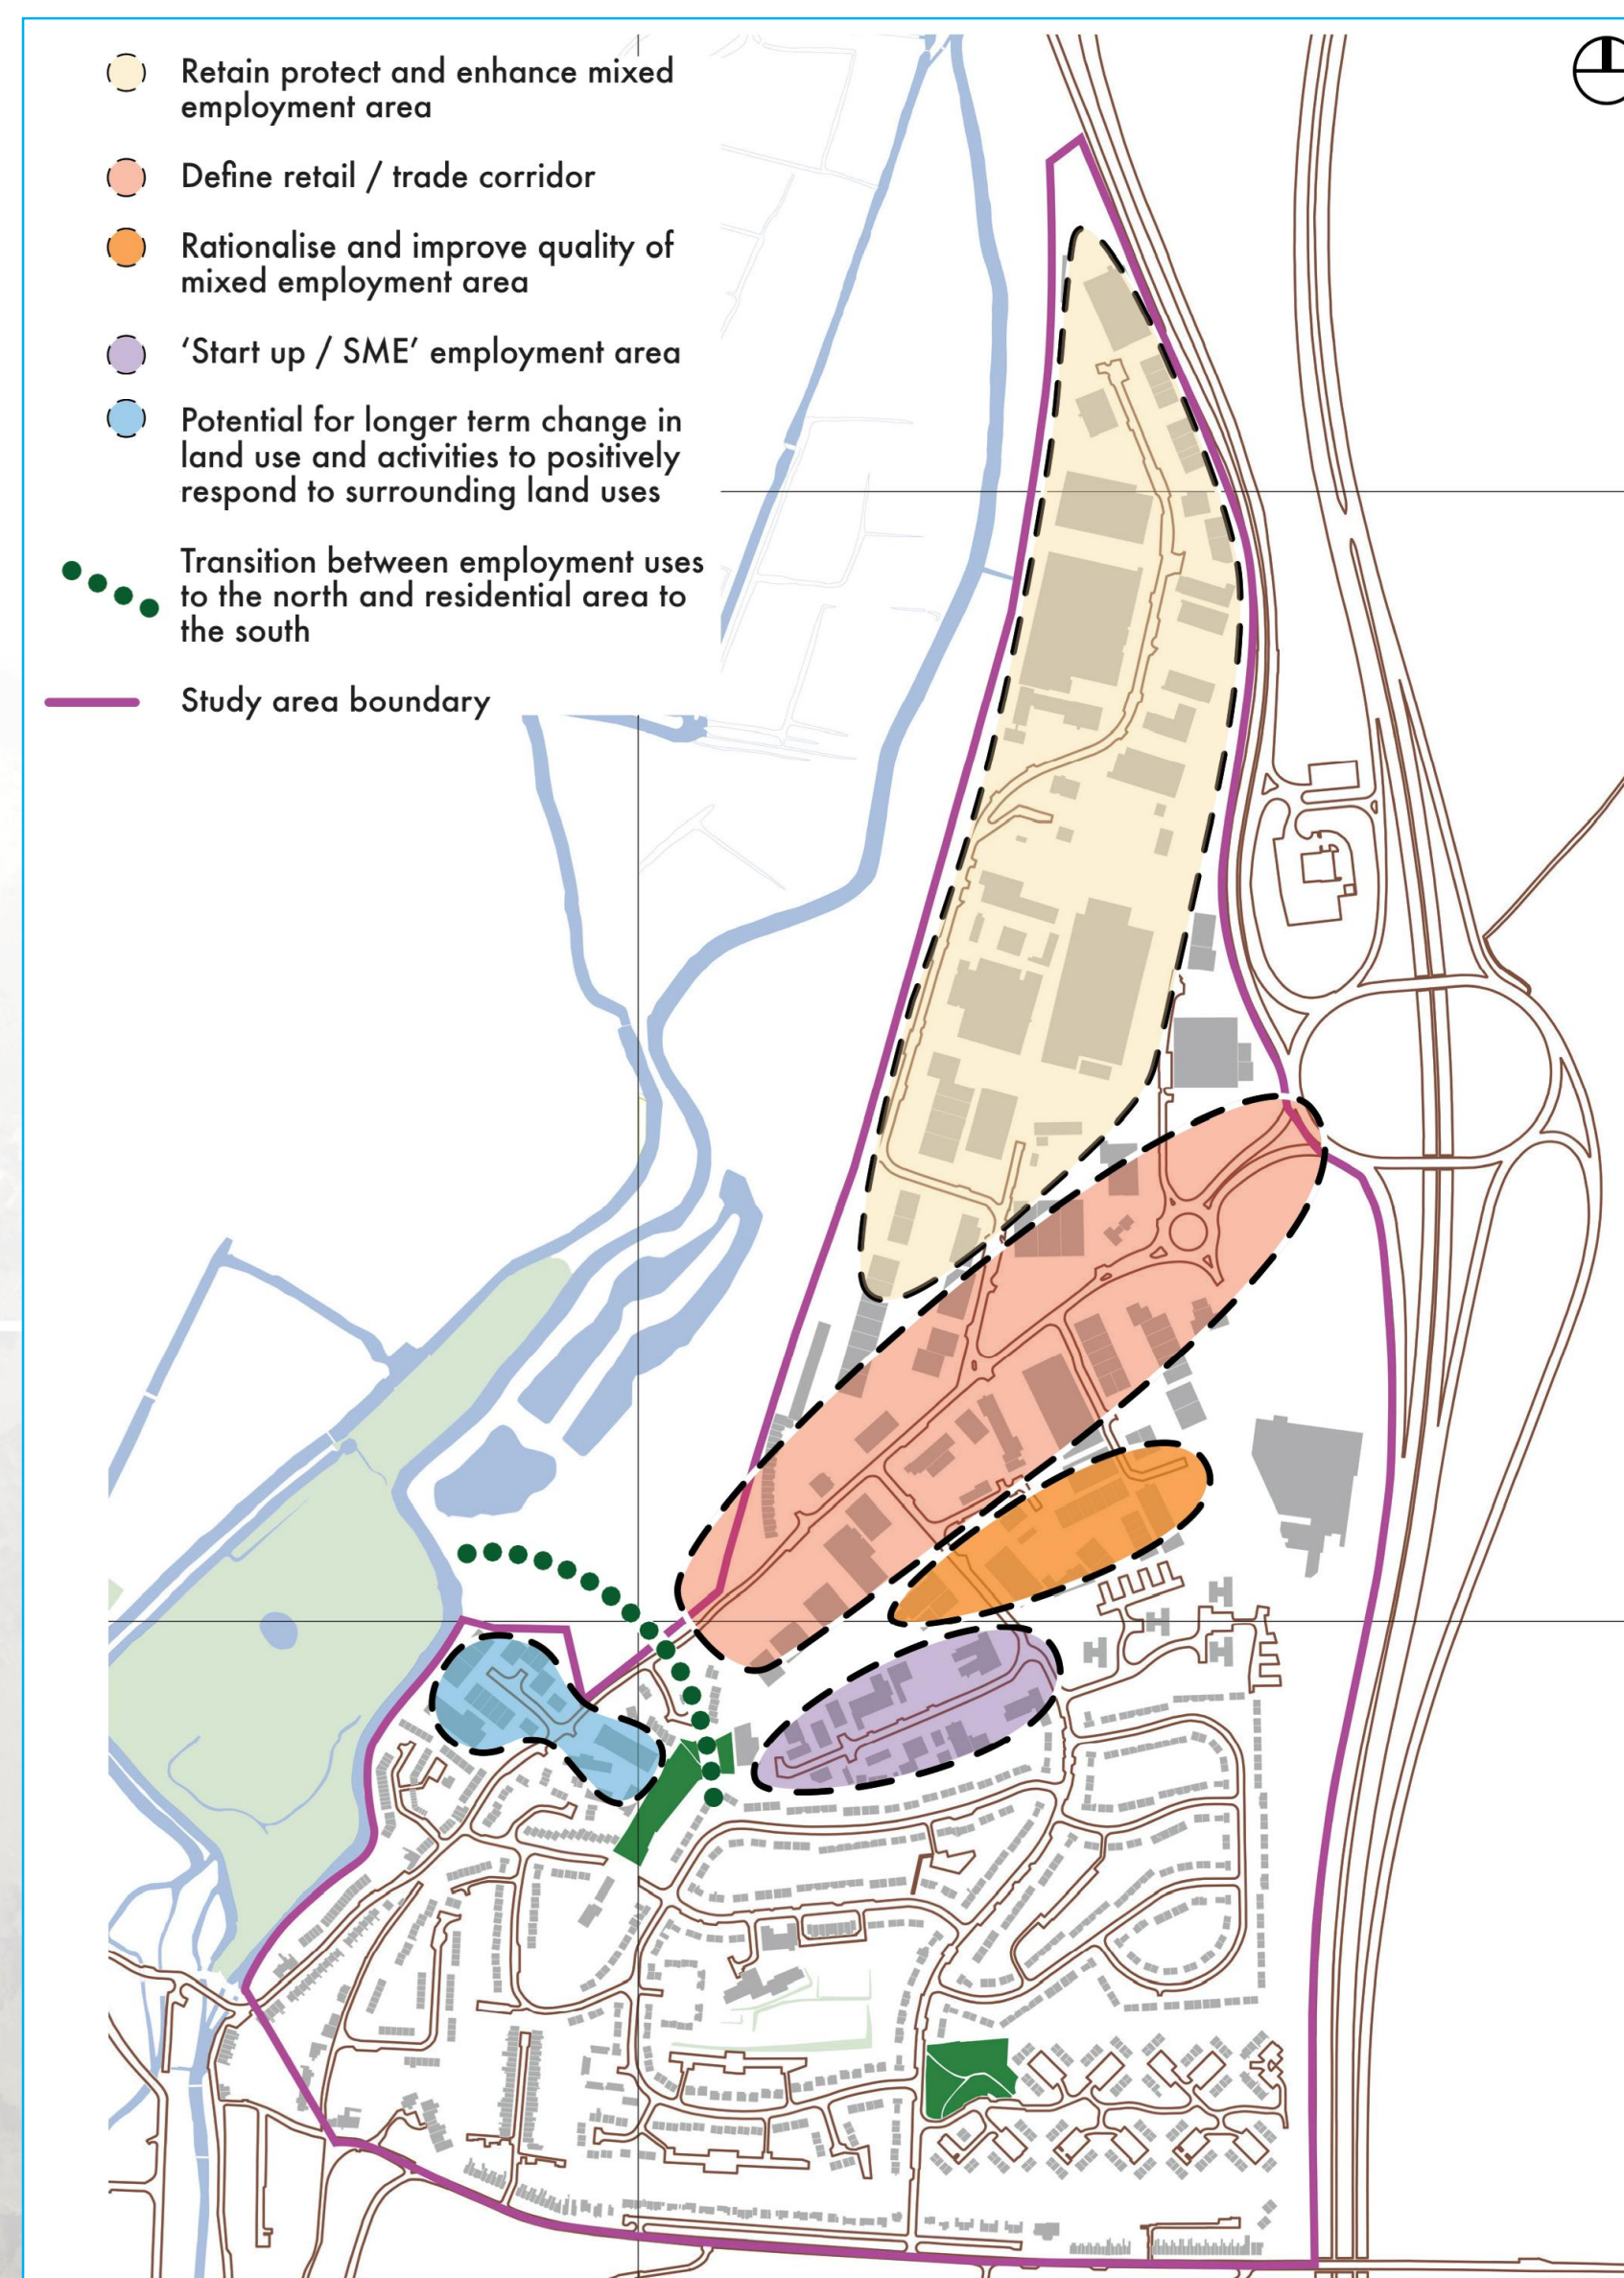 Retain protect and enhance mixed
employment area
Define retail / trade corridor
Rationalise and improve quality of
mixed employment area
‘Start up / SME’ employment area
Potential for longer term change in
land use and activities to positively
respond to surrounding land uses
Transition between employment uses
to the north and residential area to
the south
Study area boundary